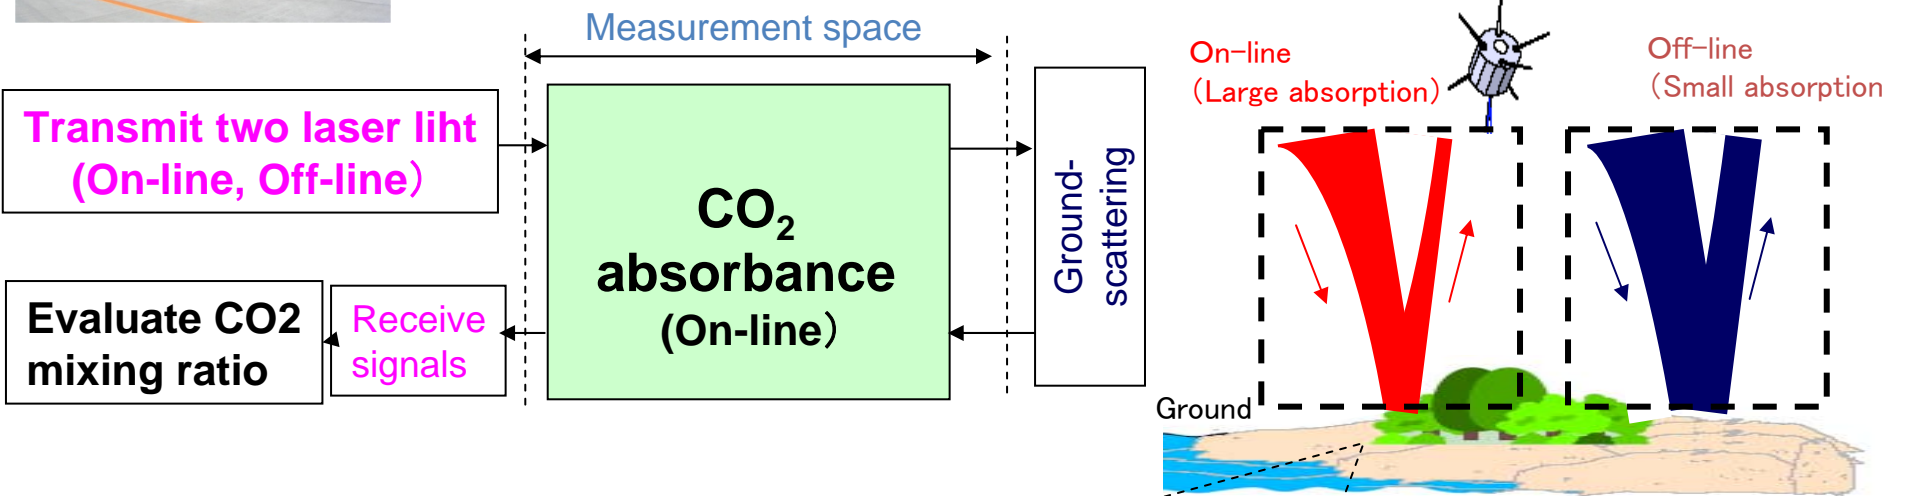 Measurement space
Transmit two laser liht
(On-line, Off-line）
CO2
absorbance
(On-line）
Ground-
scattering
Evaluate CO2
mixing ratio
Receive
signals
On-line
（Large absorption）
Off-line
（Small absorption
Ground